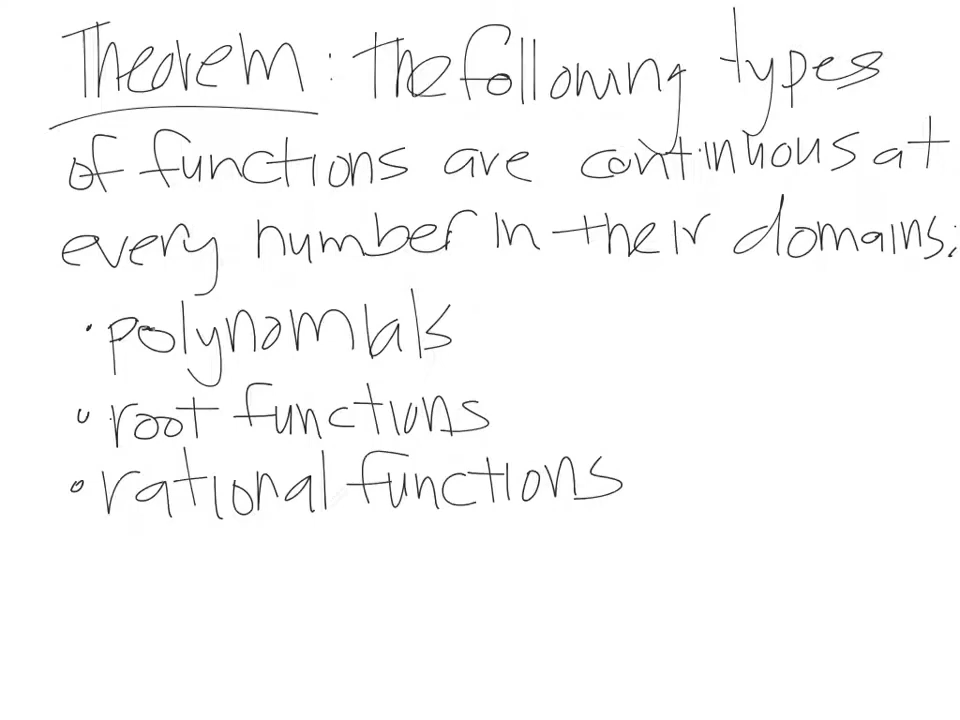 Theorem: The following types
of functions are continuous at
every number in their domains:
• polynomials
• root functions
• rational functions